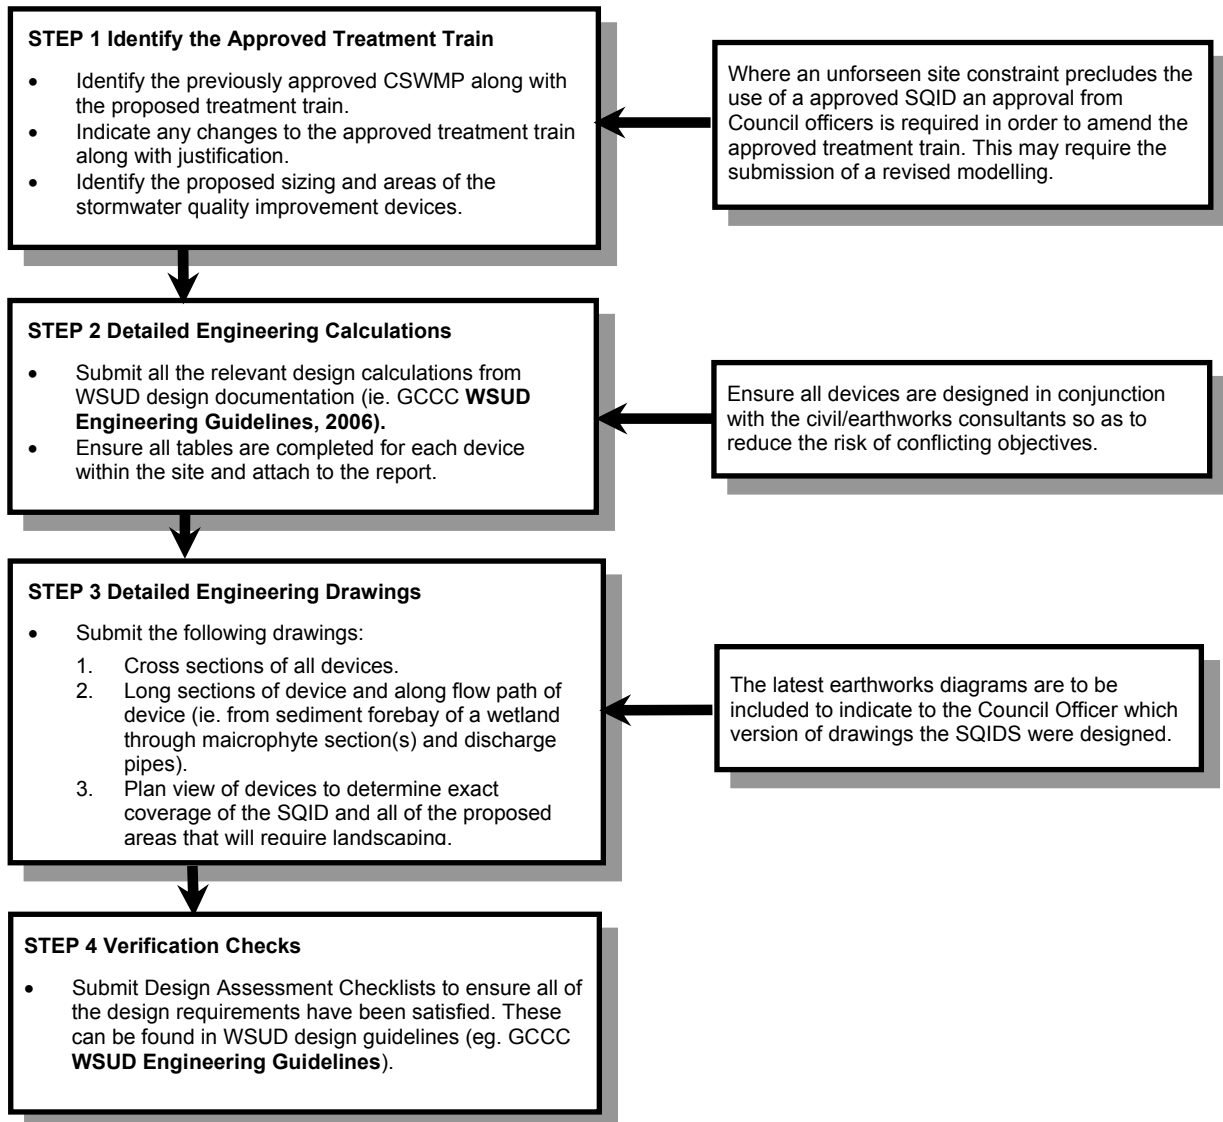 STEP 1 Identify the Approved Treatment Train
• Identify the previously approved CSWMP along with
the proposed treatment train.
• Indicate any changes to the approved treatment train
along with justification.
• Identify the proposed sizing and areas of the
stormwater quality improvement devices.
Where an unforseen site constraint precludes the
use of a approved SQID an approval from
Council officers is required in order to amend the
approved treatment train. This may require the
submission of a revised modelling.
STEP 2 Detailed Engineering Calculations
• Submit all the relevant design calculations from
WSUD design documentation (ie. GCCC WSUD
Engineering Guidelines, 2006).
• Ensure all tables are completed for each device
within the site and attach to the report.
Ensure all devices are designed in conjunction
with the civil/earthworks consultants so as to
reduce the risk of conflicting objectives.
STEP 3 Detailed Engineering Drawings
• Submit the following drawings:
1. Cross sections of all devices.
2. Long sections of device and along flow path of
device (ie. from sediment forebay of a wetland
through maicrophyte section(s) and discharge
pipes).
3. Plan view of devices to determine exact
coverage of the SQID and all of the proposed
areas that will require landscaping.
The latest earthworks diagrams are to be
included to indicate to the Council Officer which
version of drawings the SQIDS were designed.
STEP 4 Verification Checks
• Submit Design Assessment Checklists to ensure all of
the design requirements have been satisfied. These
can be found in WSUD design guidelines (eg. GCCC
WSUD Engineering Guidelines).